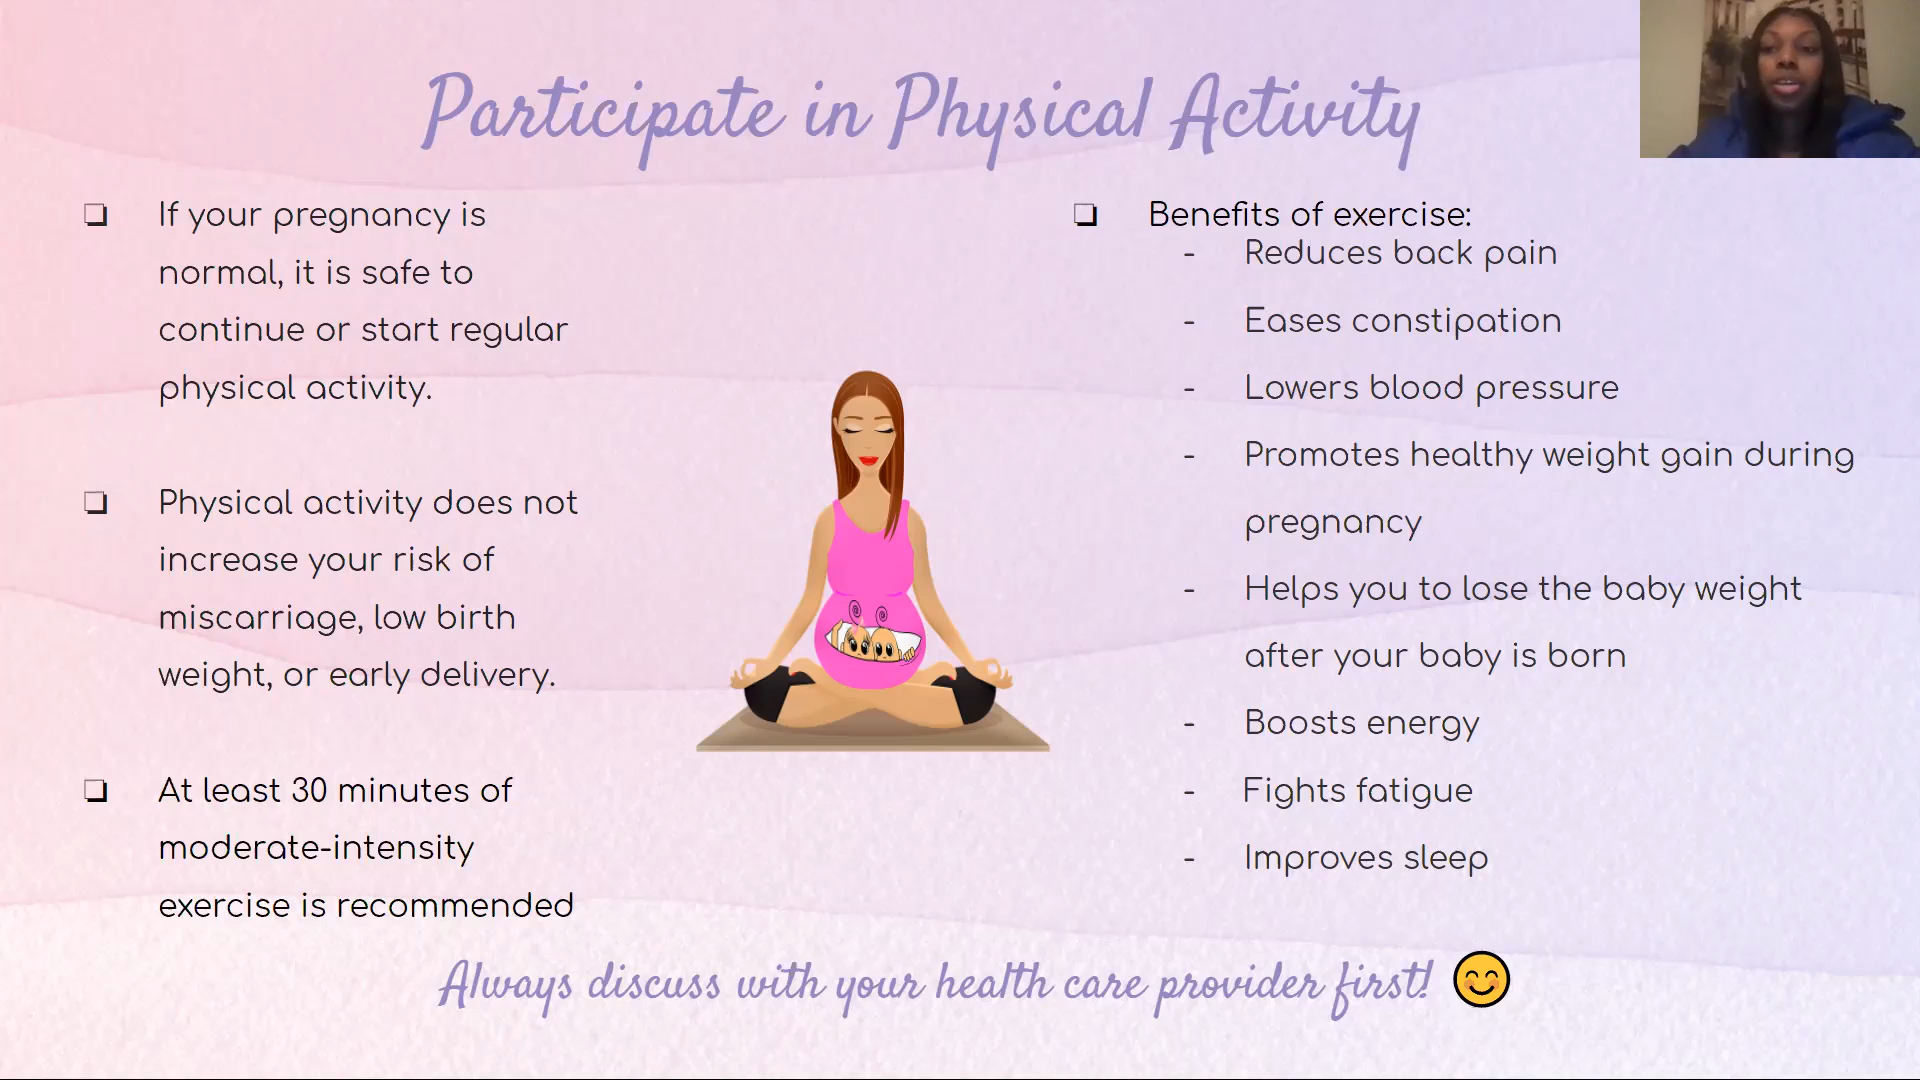 Participate in Physical Activity
❏ If your pregnancy is
normal, it is safe to
continue or start regular
physical activity.
❏ Physical activity does not
increase your risk of
miscarriage, low birth
weight, or early delivery.
❏ At least 30 minutes of
moderate-intensity
exercise is recommended
❏ Benefits of exercise:
- Reduces back pain
- Eases constipation
- Lowers blood pressure
- Promotes healthy weight gain during
pregnancy
- Helps you to lose the baby weight
after your baby is born
- Boosts energy
- Fights fatigue
- Improves sleep
Always discuss with your health care provider first! 😊